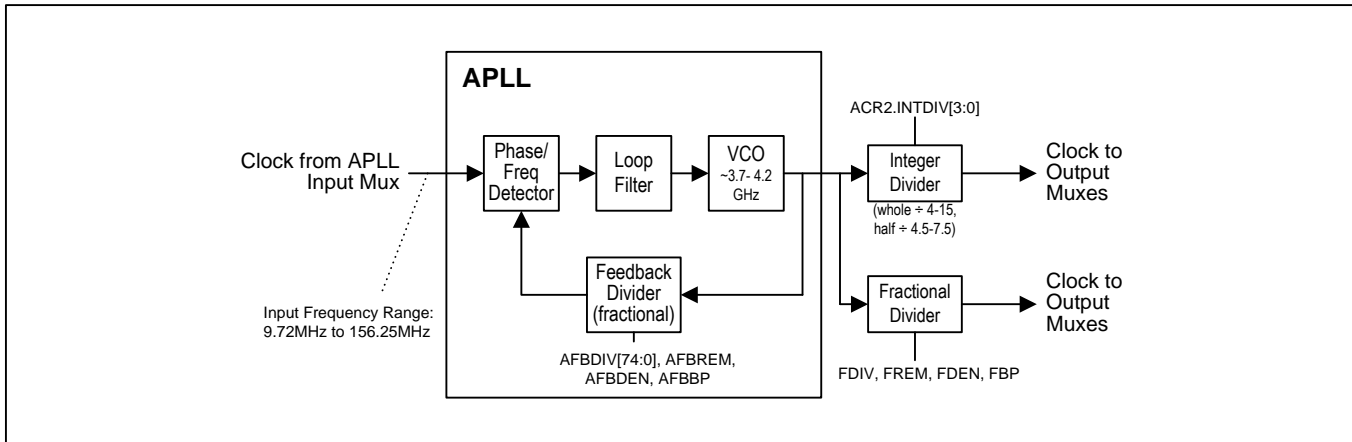 APLL
ACR2.INTDIV[3:0]
Clock from APLL
Input Mux
Phase/
Freq
Detector
Loop
Filter
VCO
~3.7- 4.2
GHz
Integer
Divider
(whole ÷ 4-15,
half ÷ 4.5-7.5)
Clock to
Output
Muxes
Feedback
Divider
(fractional)
Fractional
Divider
Clock to
Output
Muxes
Input Frequency Range:
9.72MHz to 156.25MHz
AFBDIV[74:0], AFBREM,
AFBDEN, AFBBP
FDIV, FREM, FDEN, FBP